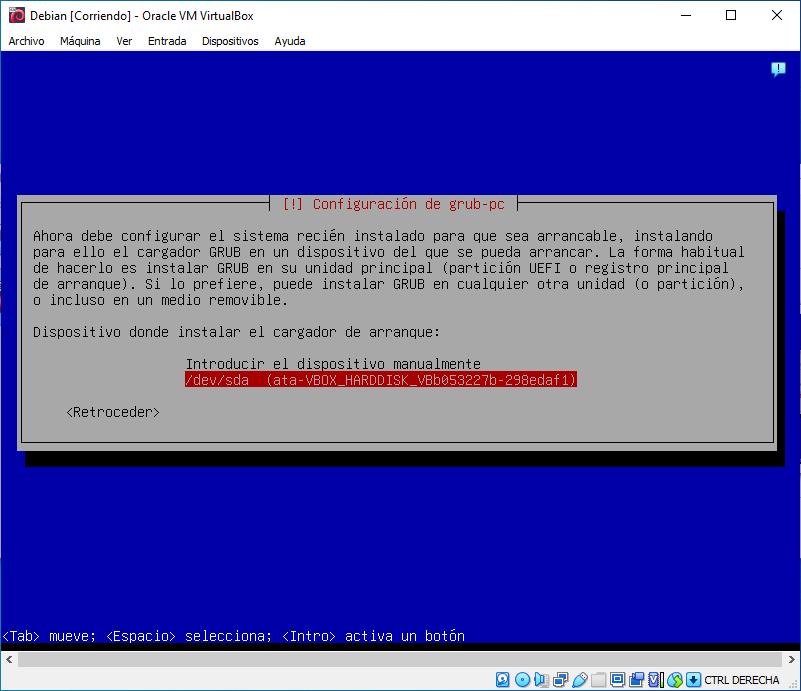 Debian [Corriendo] - Oracle VM VirtualBox
Archivo Máquina Ver Entrada Dispositivos Ayuda
[!] Configuración de grub-pc
Ahora debe configurar el sistema recién instalado para que sea arrancable, instalando
para ello el cargador GRUB en un dispositivo del que se pueda arrancar. La forma habitual
de hacerlo es instalar GRUB en su unidad principal (partición UEFI o registro principal
de arranque). Si lo prefiere, puede instalar GRUB en cualquier otra unidad (o partición),
o incluso en un medio removible.
Dispositivo donde instalar el cargador de arranque:
Introducir el dispositivo manualmente
/dev/sda (ata-VBOX_HARDDISK_VBb053227b-298edaf1)
<Retroceder>
<Tab> mueve; <Espacio> selecciona; <Intro> activa un botón
CTRL DERECHA